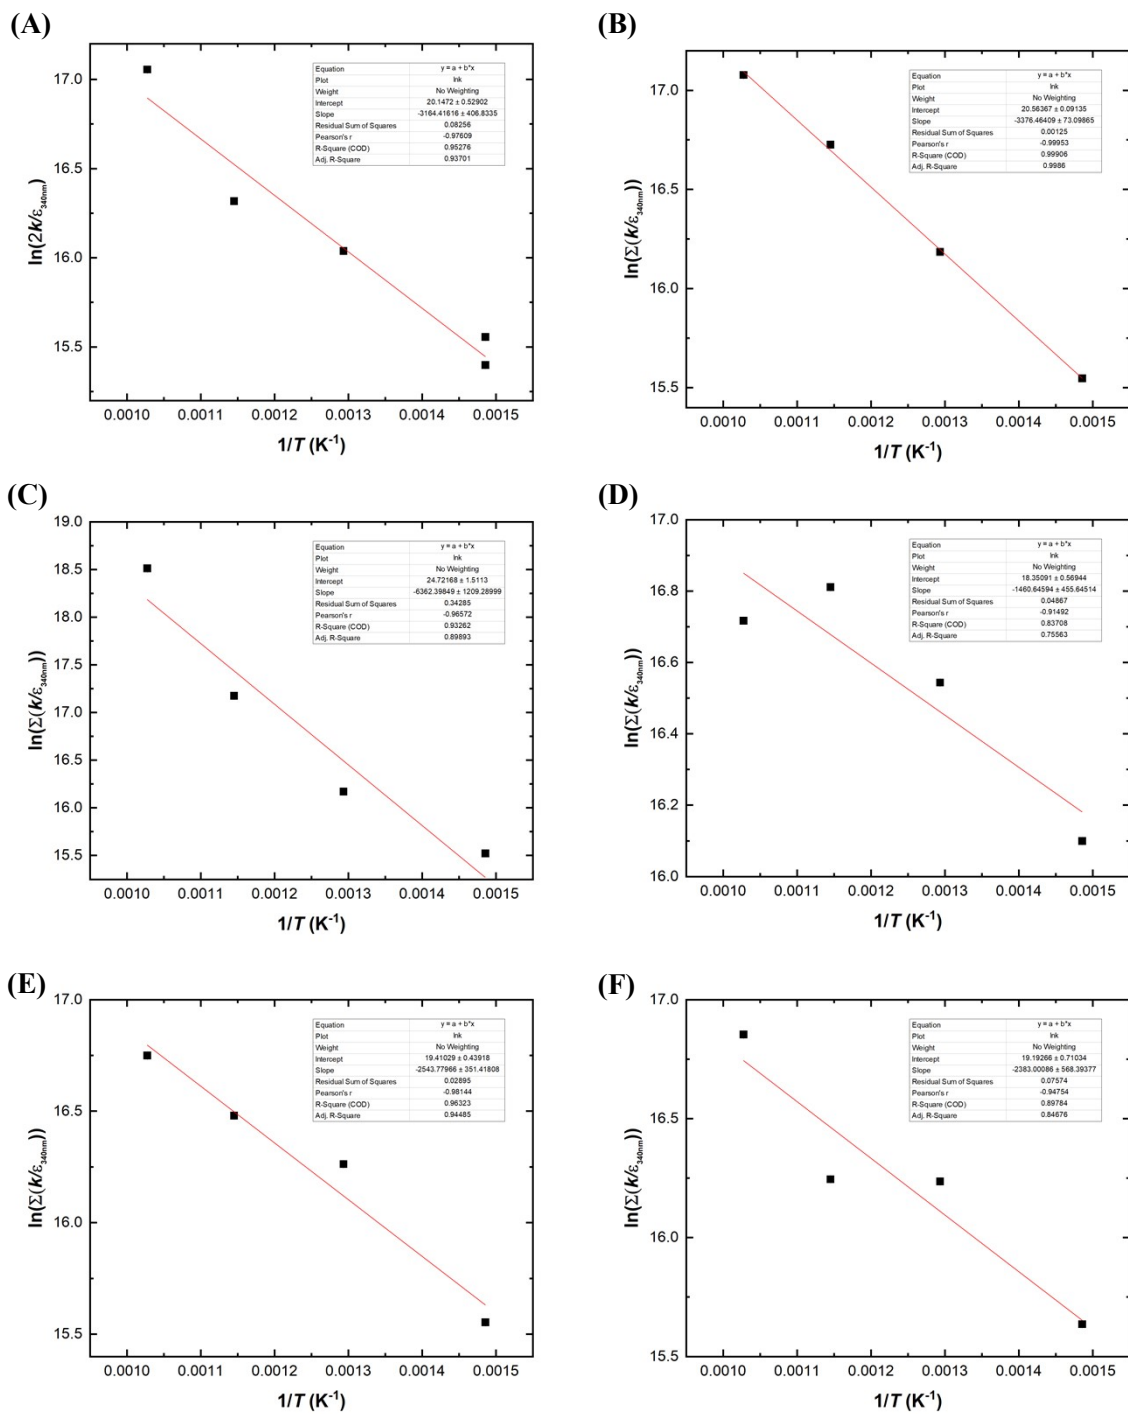 (A)
Equation y = a + b*x
Plot lnk
Weight No Weighting
Intercept 20.1472 ± 0.52902
Slope -3164.41616 ± 406.8335
Residual Sum of Squares 0.08256
Pearson's r -0.97609
R-Square (COD) 0.95276
Adj. R-Square 0.93701
17.0
16.5
16.0
15.5
ln(2k/ε340nm)
0.0010 0.0011 0.0012 0.0013 0.0014 0.0015
1/T (K-1)
(B)
Equation y = a + b*x
Plot lnk
Weight No Weighting
Intercept 20.56367 ± 0.09135
Slope -3376.46409 ± 73.09865
Residual Sum of Squares 0.00125
Pearson's r -0.99953
R-Square (COD) 0.99906
Adj. R-Square 0.9986
17.0
16.5
16.0
15.5
ln(Σ(k/ε340nm))
0.0010 0.0011 0.0012 0.0013 0.0014 0.0015
1/T (K-1)
(C)
Equation y = a + b*x
Plot lnk
Weight No Weighting
Intercept 24.72168 ± 1.5113
Slope -6362.39849 ± 1209.28999
Residual Sum of Squares 0.34285
Pearson's r -0.96572
R-Square (COD) 0.93262
Adj. R-Square 0.89893
19.0
18.5
18.0
17.5
17.0
16.5
16.0
15.5
ln(Σ(k/ε340nm))
0.0010 0.0011 0.0012 0.0013 0.0014 0.0015
1/T (K-1)
(D)
Equation y = a + b*x
Plot lnk
Weight No Weighting
Intercept 18.35091 ± 0.56944
Slope -1460.64594 ± 455.64514
Residual Sum of Squares 0.04867
Pearson's r -0.91492
R-Square (COD) 0.83708
Adj. R-Square 0.75563
17.0
16.8
16.6
16.4
16.2
16.0
ln(Σ(k/ε340nm))
0.0010 0.0011 0.0012 0.0013 0.0014 0.0015
1/T (K-1)
(E)
Equation y = a + b*x
Plot lnk
Weight No Weighting
Intercept 19.41029 ± 0.43918
Slope -2543.77966 ± 351.41808
Residual Sum of Squares 0.02895
Pearson's r -0.98144
R-Square (COD) 0.96323
Adj. R-Square 0.94485
17.0
16.5
16.0
15.5
ln(Σ(k/ε340nm))
0.0010 0.0011 0.0012 0.0013 0.0014 0.0015
1/T (K-1)
(F)
Equation y = a + b*x
Plot lnk
Weight No Weighting
Intercept 19.19266 ± 0.71034
Slope -2383.00086 ± 568.39377
Residual Sum of Squares 0.07574
Pearson's r -0.94754
R-Square (COD) 0.89784
Adj. R-Square 0.84676
17.0
16.5
16.0
15.5
ln(Σ(k/ε340nm))
0.0010 0.0011 0.0012 0.0013 0.0014 0.0015
1/T (K-1)